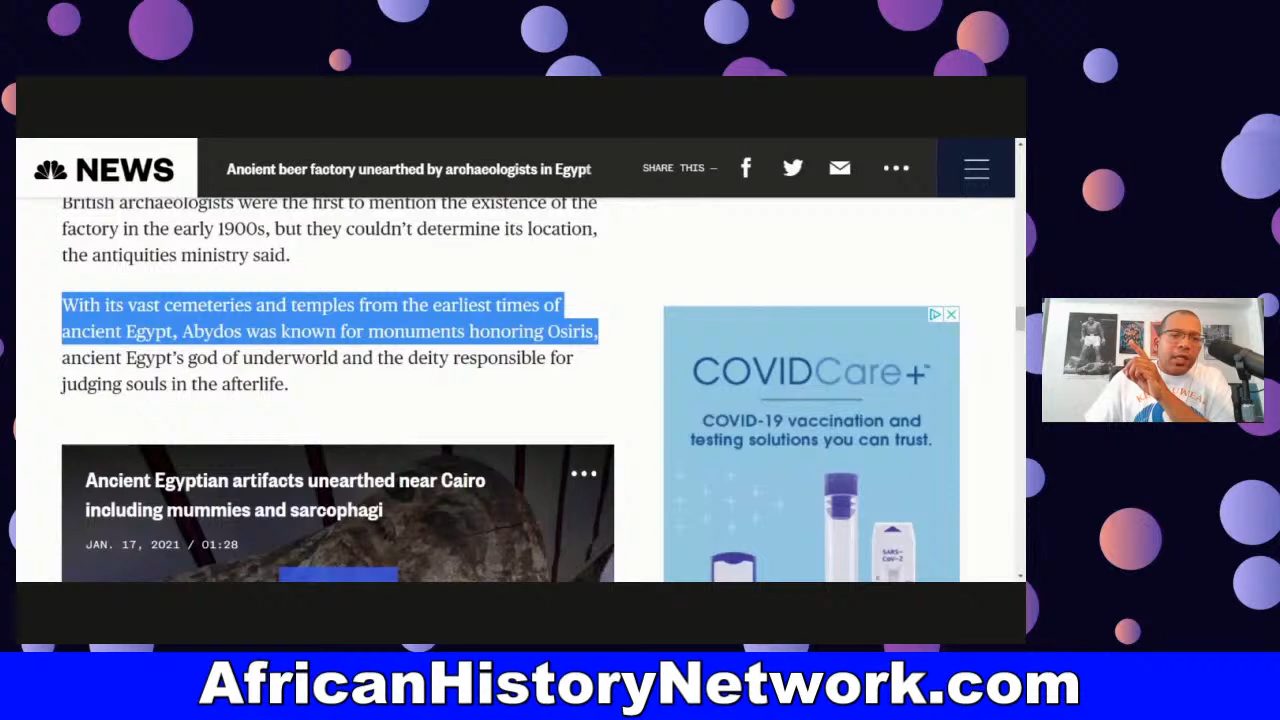 NEWS
Ancient beer factory unearthed by archaeologists in Egypt
SHARE THIS —
British archaeologists were the first to mention the existence of the
factory in the early 1900s, but they couldn't determine its location,
the antiquities ministry said.
With its vast cemeteries and temples from the earliest times of
ancient Egypt, Abydos was known for monuments honoring Osiris,
ancient Egypt's god of underworld and the deity responsible for
judging souls in the afterlife.
Ancient Egyptian artifacts unearthed near Cairo
including mummies and sarcophagi
JAN. 17, 2021 / 01:28
COVIDCare+™
COVID-19 vaccination and
testing solutions you can trust.
SARS-
CoV-2
AfricanHistoryNetwork.com